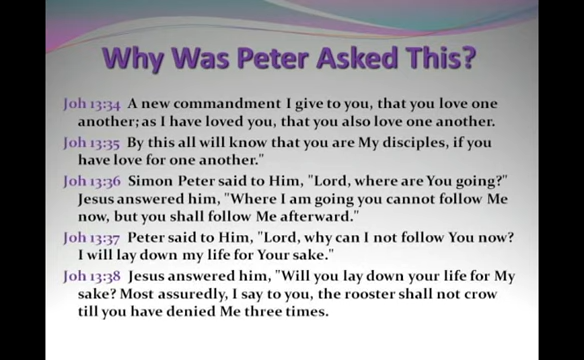 Why Was Peter Asked This?
Joh 13:34 A new commandment I give to you, that you love one
another; as I have loved you, that you also love one another.
Joh 13:35 By this all will know that you are My disciples, if you
have love for one another."
Joh 13:36 Simon Peter said to Him, "Lord, where are You going?"
Jesus answered him, "Where I am going you cannot follow Me
now, but you shall follow Me afterward."
Joh 13:37 Peter said to Him, "Lord, why can I not follow You now?
I will lay down my life for Your sake."
Joh 13:38 Jesus answered him, "Will you lay down your life for My
sake? Most assuredly, I say to you, the rooster shall not crow
till you have denied Me three times.